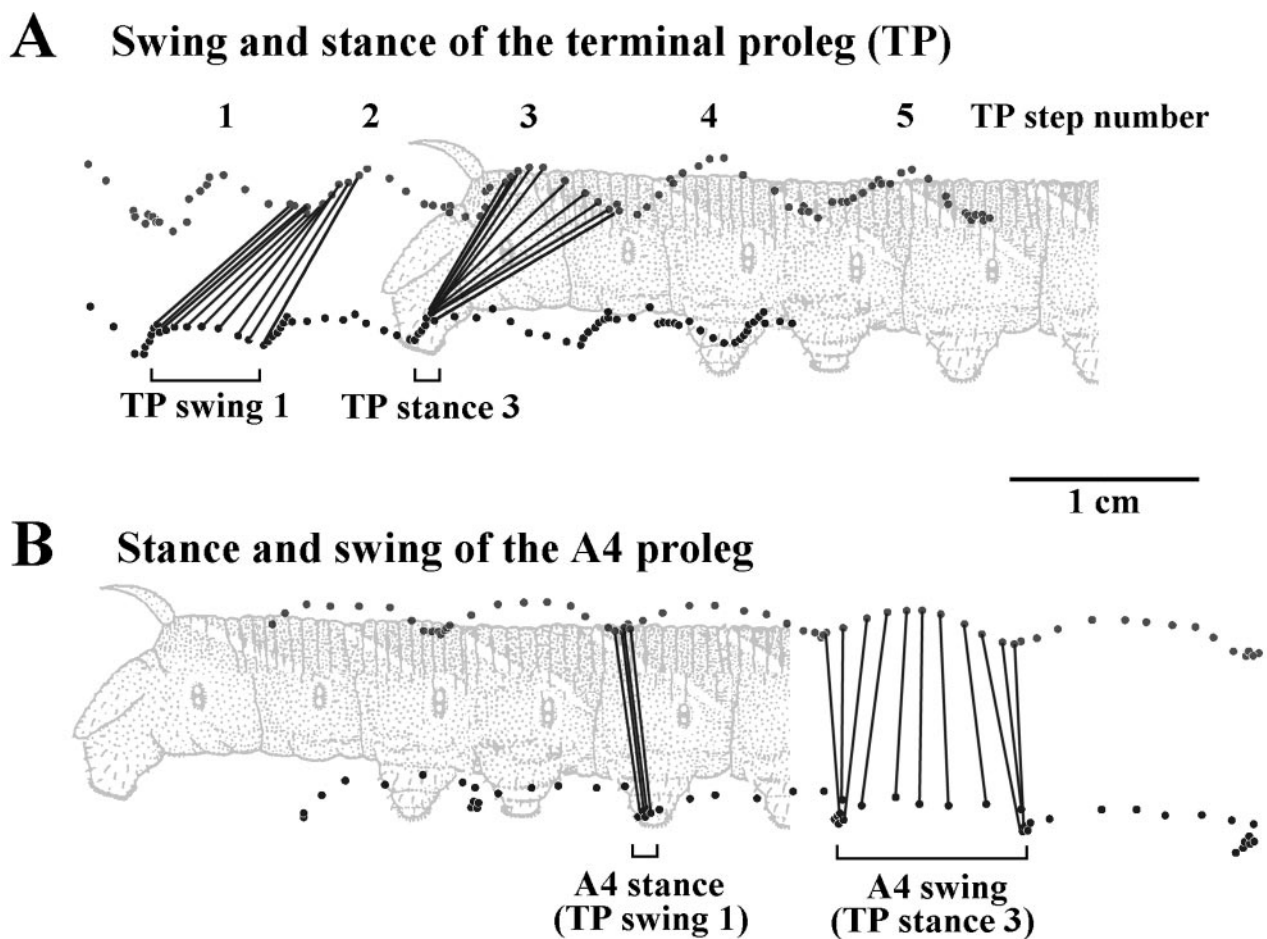 A Swing and stance of the terminal proleg (TP)
1 2 3 4 5 TP step number
TP swing 1 TP stance 3
1 cm
B Stance and swing of the A4 proleg
A4 stance
(TP swing 1)
A4 swing
(TP stance 3)